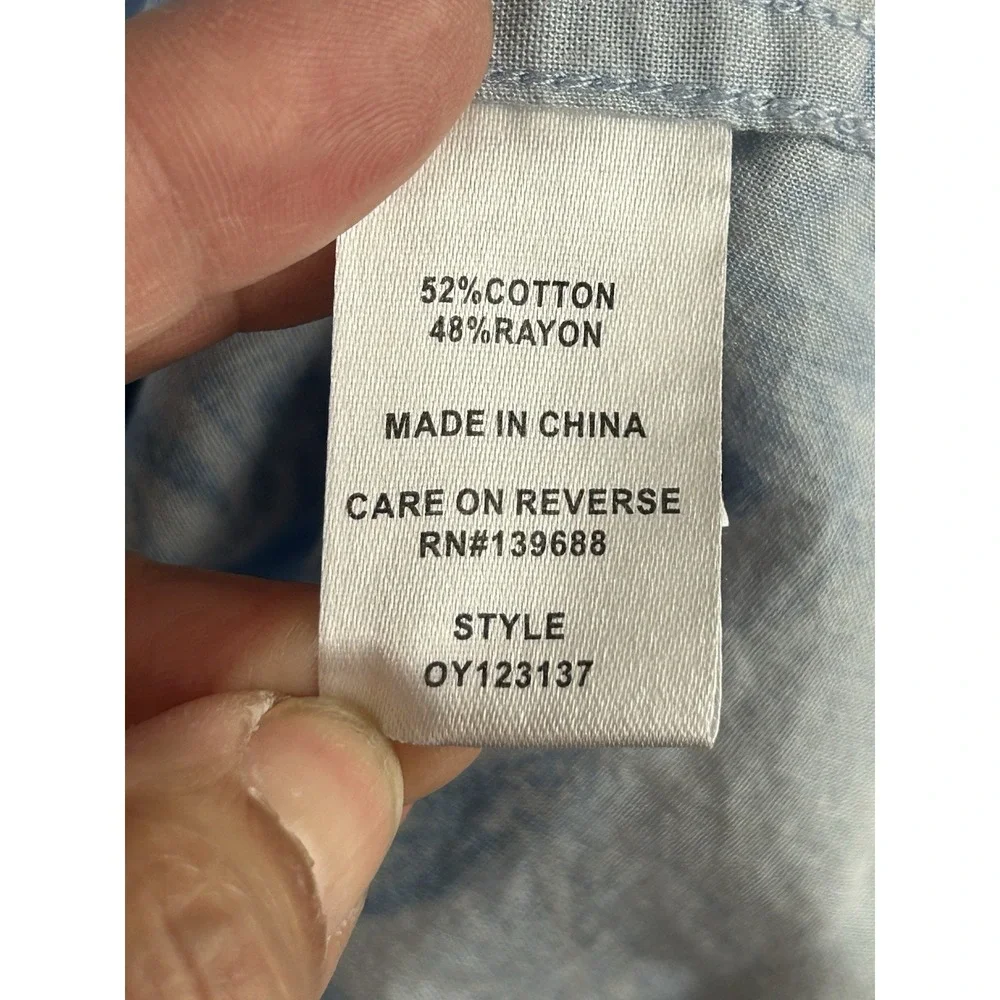 52%COTTON
48%RAYON
MADE IN CHINA
CARE ON REVERSE
RN#139688
STYLE
OY123137